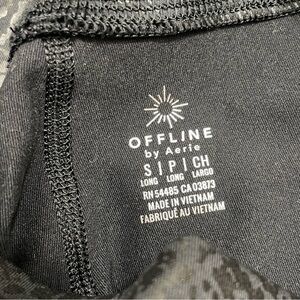 OFFLINE
by Aerie
S | P | CH
LONG LONG LARGO
RN 54485 CA 03873
MADE IN VIETNAM
FABRIQUÉ AU VIETNAM